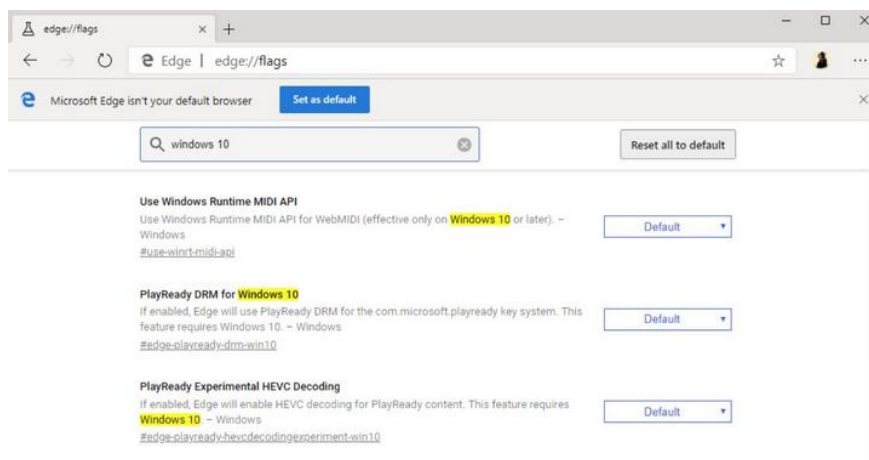 edge://flags
Edge | edge://flags
Microsoft Edge isn't your default browser Set as default
windows 10 Reset all to default
Use Windows Runtime MIDI API
Use Windows Runtime MIDI API for WebMIDI (effective only on Windows 10 or later). –
Windows
#use-winrt-midi-api
Default
PlayReady DRM for Windows 10
If enabled, Edge will use PlayReady DRM for the com.microsoft.playready key system. This
feature requires Windows 10. – Windows
#edge-playready-drm-win10
Default
PlayReady Experimental HEVC Decoding
If enabled, Edge will enable HEVC decoding for PlayReady content. This feature requires
Windows 10. – Windows
#edge-playready-hevcdecodingexperiment-win10
Default